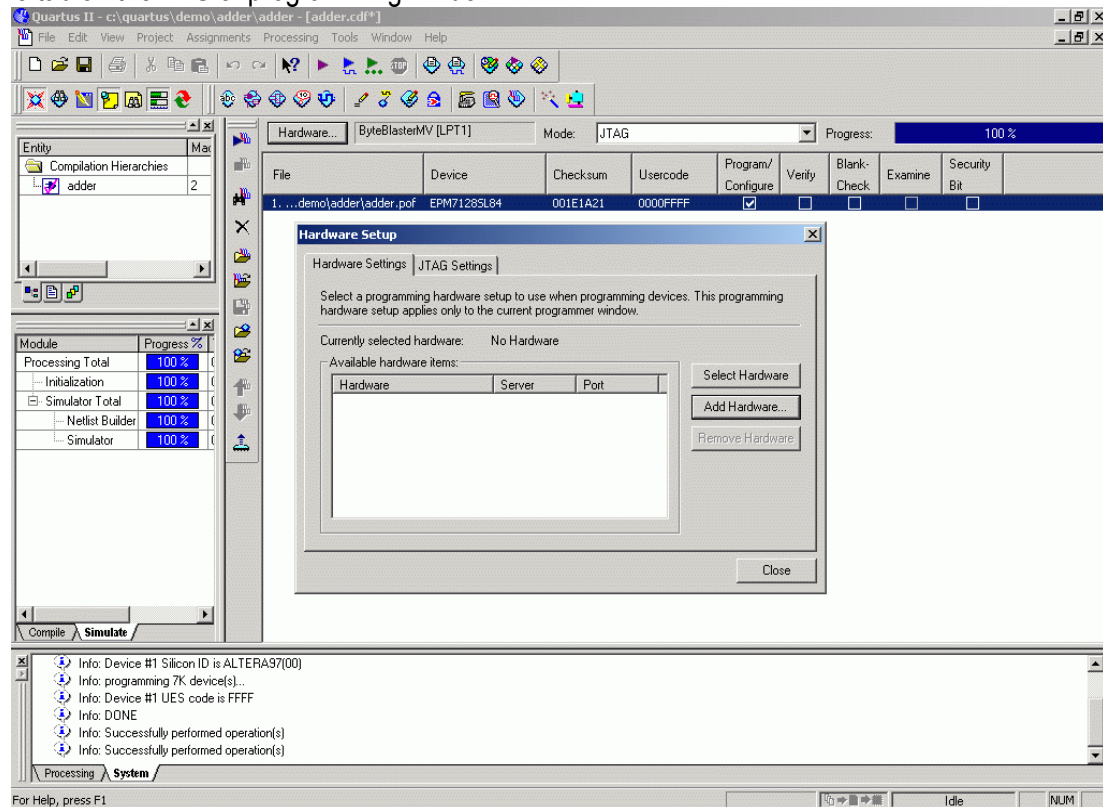 Quartus II - c:\quartus\demo\adder\adder - [adder.cdf*]
File Edit View Project Assignments Processing Tools Window Help
Hardware... ByteBlasterMV [LPT1] Mode: JTAG Progress: 100 %
Entity Mac
Compilation Hierarchies
adder 2
File Device Checksum Usercode Program/ Configure Verify Blank- Check Examine Security Bit
1. ...demo\adder\adder.pof EPM7128SL84 001E1A21 0000FFFF
Hardware Setup
Hardware Settings JTAG Settings
Select a programming hardware setup to use when programming devices. This programming
hardware setup applies only to the current programmer window.
Currently selected hardware: No Hardware
Available hardware items:
Hardware Server Port
Select Hardware
Add Hardware...
Remove Hardware
Close
Module Progress %
Processing Total 100 %
Initialization 100 %
Simulator Total 100 %
Netlist Builder 100 %
Simulator 100 %
Compile Simulate
Info: Device #1 Silicon ID is ALTERA97(00)
Info: programming 7K device(s)...
Info: Device #1 UES code is FFFF
Info: DONE
Info: Successfully performed operation(s)
Info: Successfully performed operation(s)
Processing System
For Help, press F1 Idle NUM